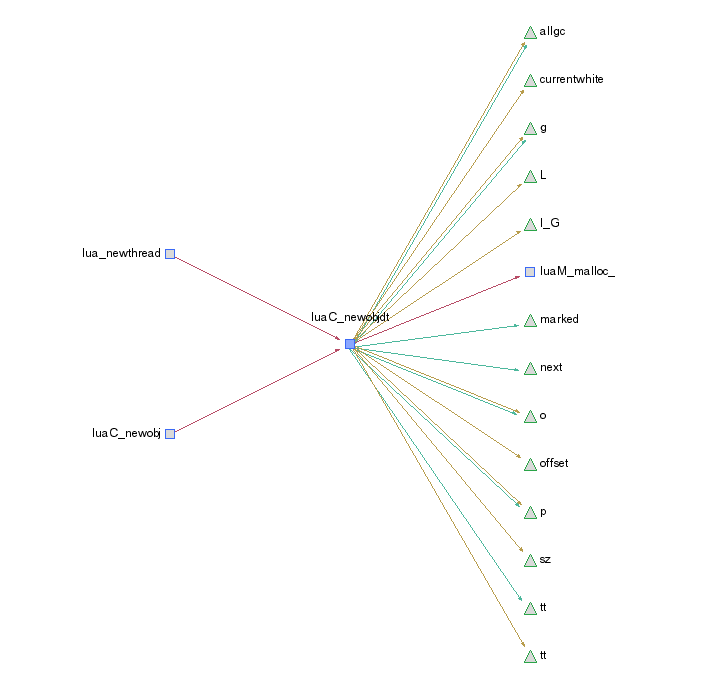 allgc
currentwhite
g
L
l_G
lua_newthread
luaM_malloc_
luaC_newobjdt
marked
next
o
luaC_newobj
offset
p
sz
tt
tt